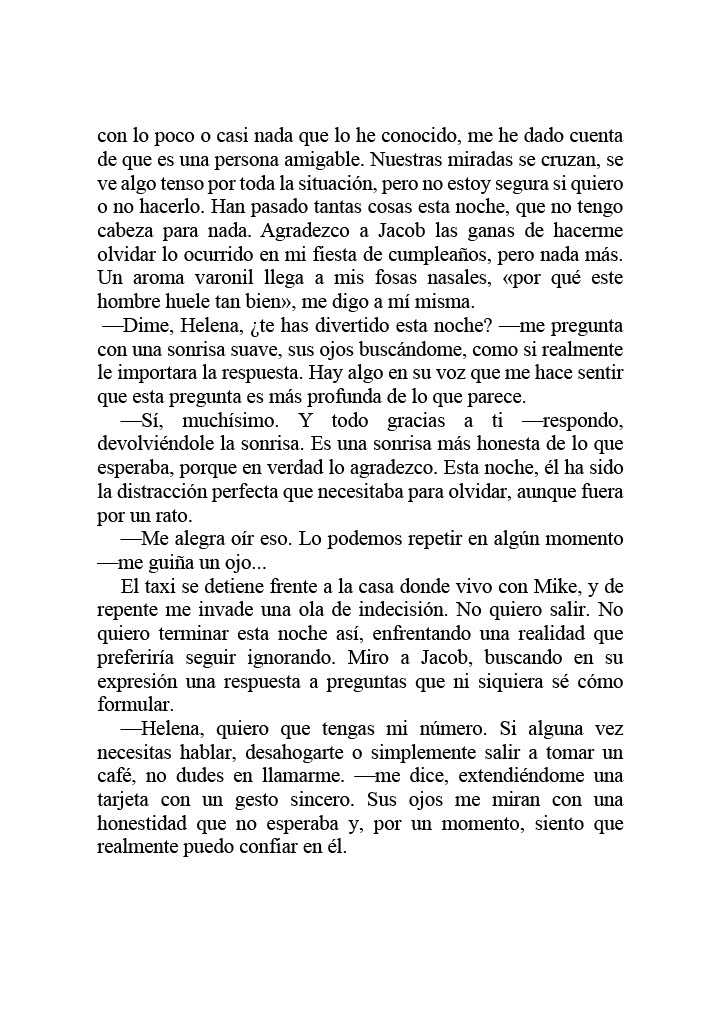 con lo poco o casi nada que lo he conocido, me he dado cuenta
de que es una persona amigable. Nuestras miradas se cruzan, se
ve algo tenso por toda la situación, pero no estoy segura si quiero
o no hacerlo. Han pasado tantas cosas esta noche, que no tengo
cabeza para nada. Agradezco a Jacob las ganas de hacerme
olvidar lo ocurrido en mi fiesta de cumpleaños, pero nada más.
Un aroma varonil llega a mis fosas nasales, «por qué este
hombre huele tan bien», me digo a mí misma.
—Dime, Helena, ¿te has divertido esta noche? —me pregunta
con una sonrisa suave, sus ojos buscándome, como si realmente
le importara la respuesta. Hay algo en su voz que me hace sentir
que esta pregunta es más profunda de lo que parece.
—Sí, muchísimo. Y todo gracias a ti —respondo,
devolviéndole la sonrisa. Es una sonrisa más honesta de lo que
esperaba, porque en verdad lo agradezco. Esta noche, él ha sido
la distracción perfecta que necesitaba para olvidar, aunque fuera
por un rato.
—Me alegra oír eso. Lo podemos repetir en algún momento
—me guiña un ojo...
El taxi se detiene frente a la casa donde vivo con Mike, y de
repente me invade una ola de indecisión. No quiero salir. No
quiero terminar esta noche así, enfrentando una realidad que
preferiría seguir ignorando. Miro a Jacob, buscando en su
expresión una respuesta a preguntas que ni siquiera sé cómo
formular.
—Helena, quiero que tengas mi número. Si alguna vez
necesitas hablar, desahogarte o simplemente salir a tomar un
café, no dudes en llamarme. —me dice, extendiéndome una
tarjeta con un gesto sincero. Sus ojos me miran con una
honestidad que no esperaba y, por un momento, siento que
realmente puedo confiar en él.